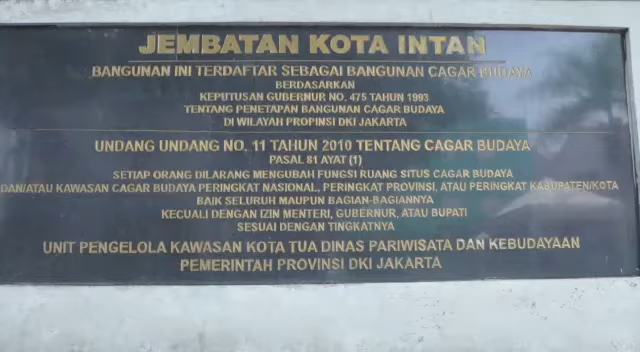 JEMBATAN KOTA INTAN
BANGUNAN INI TERDAFTAR SEBAGAI BANGUNAN CAGAR BUDAYA
BERDASARKAN
KEPUTUSAN GUBERNUR NO. 475 TAHUN 1993
TENTANG PENETAPAN BANGUNAN CAGAR BUDAYA
DI WILAYAH PROPINSI DKI JAKARTA
UNDANG UNDANG NO. 11 TAHUN 2010 TENTANG CAGAR BUDAYA
PASAL 81 AYAT (1)
SETIAP ORANG DILARANG MENGUBAH FUNGSI RUANG SITUS CAGAR BUDAYA
DAN/ATAU KAWASAN CAGAR BUDAYA PERINGKAT NASIONAL, PERINGKAT PROVINSI, ATAU PERINGKAT KABUPATEN/KOTA
BAIK SELURUH MAUPUN BAGIAN-BAGIANNYA
KECUALI DENGAN IZIN MENTERI, GUBERNUR, ATAU BUPATI
SESUAI DENGAN TINGKATNYA
UNIT PENGELOLA KAWASAN KOTA TUA DINAS PARIWISATA DAN KEBUDAYAAN
PEMERINTAH PROVINSI DKI JAKARTA